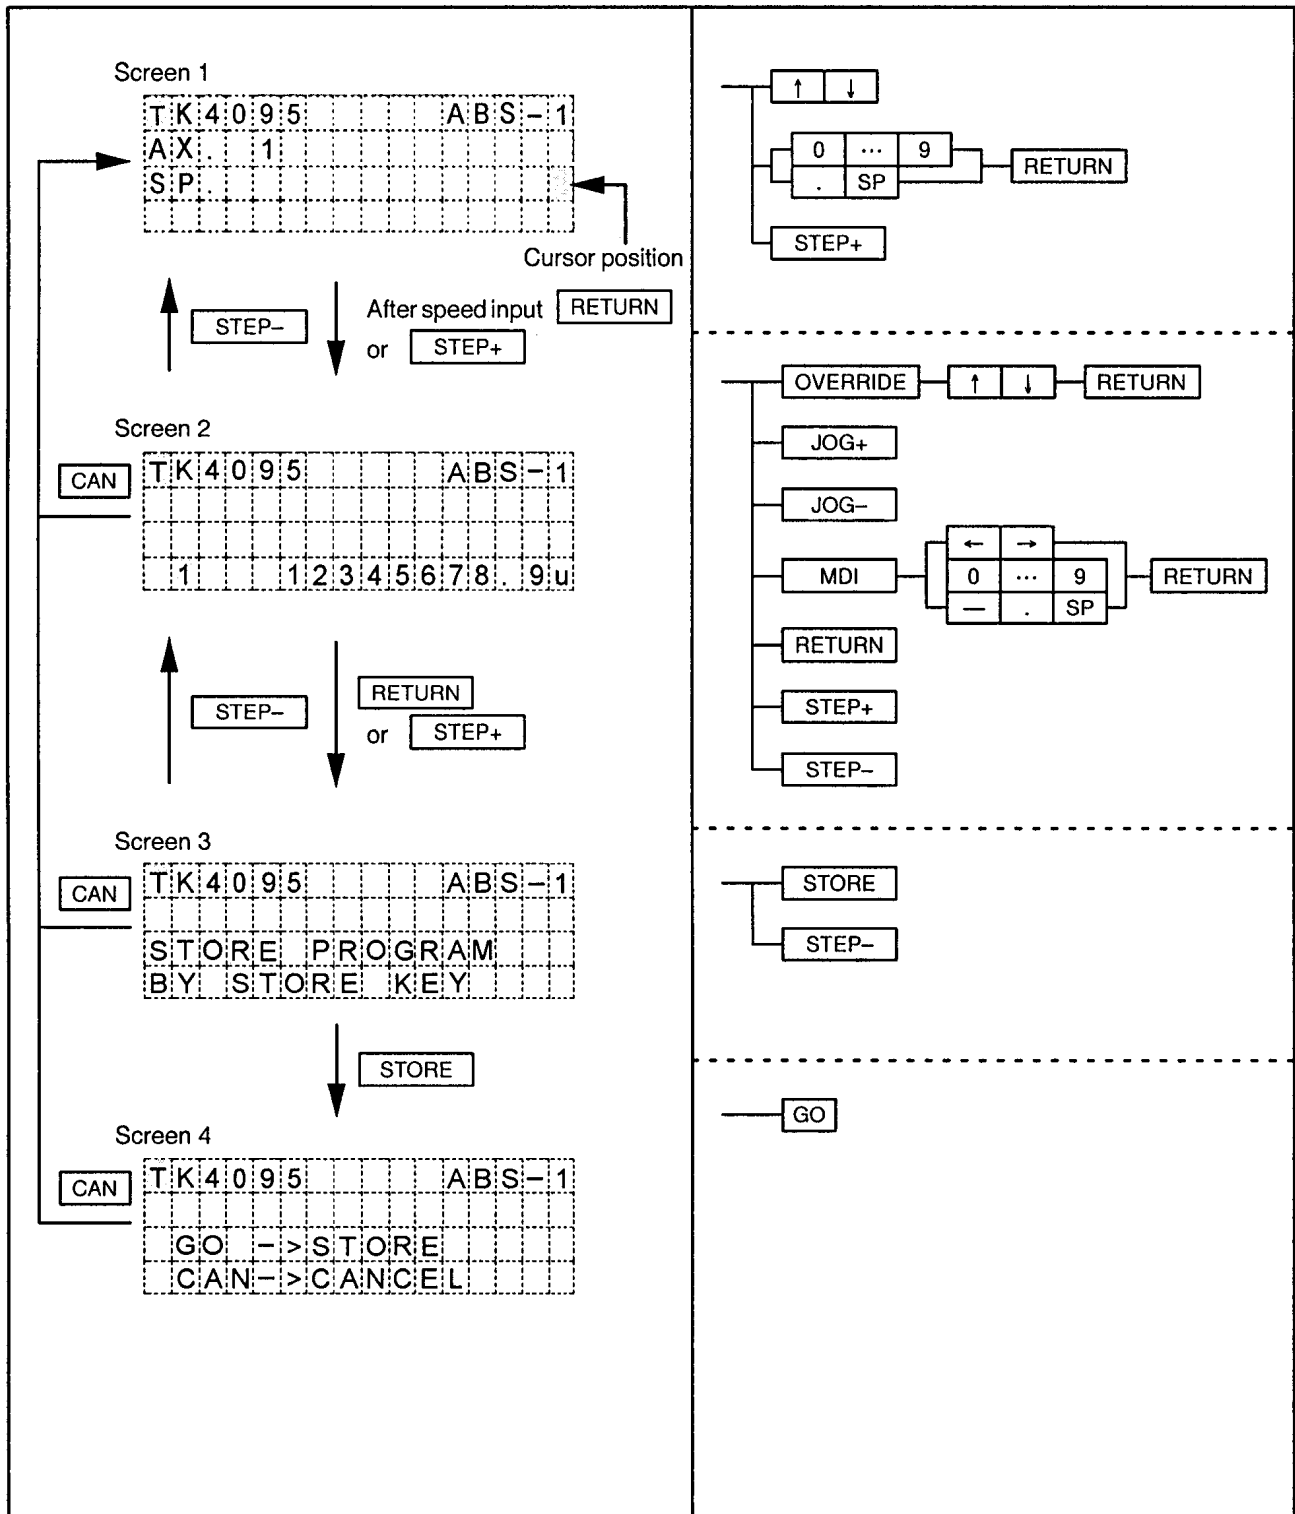 Screen 1
TK4095 ABS-1
AX. 1
SP.
Cursor position
STEP–
After speed input RETURN
or STEP+
Screen 2
CAN
TK4095 ABS-1
1 12345678.9u
STEP–
RETURN
or STEP+
Screen 3
CAN
TK4095 ABS-1
STORE PROGRAM
BY STORE KEY
STORE
Screen 4
CAN
TK4095 ABS-1
GO ->STORE
CAN->CANCEL
↑ ↓
0 … 9
. SP
RETURN
STEP+
OVERRIDE ↑ ↓ RETURN
JOG+
JOG–
← →
MDI 0 … 9 RETURN
— . SP
RETURN
STEP+
STEP–
STORE
STEP–
GO